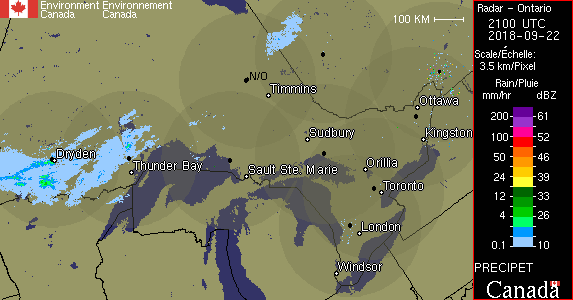 Environment Environnement
Canada Canada
100 KM
N/O
Timmins
Ottawa
Sudbury
Kingston
Dryden
Thunder Bay
Sault Ste. Marie
Orillia
Toronto
London
Windsor
Radar - Ontario
2100 UTC
2018-09-22
Scale/Échelle:
3.5 km/Pixel
Rain/Pluie
mm/hr dBZ
200 61
100 52
50 46
24 39
12 33
4 26
1 20
0.1 10
PRECIPET
Canada